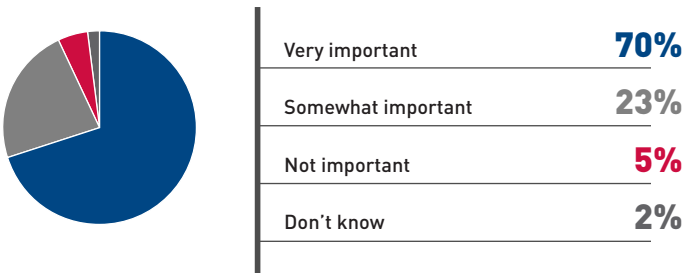 Very important 70%
Somewhat important 23%
Not important 5%
Don't know 2%